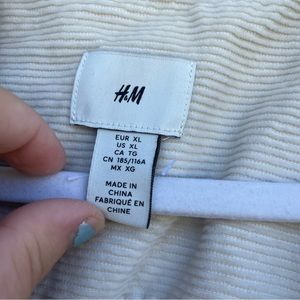 H&M
EUR XL
US XL
CA TG
CN 185/116A
MX XG
MADE IN
CHINA
FABRIQUÉ EN
CHINE